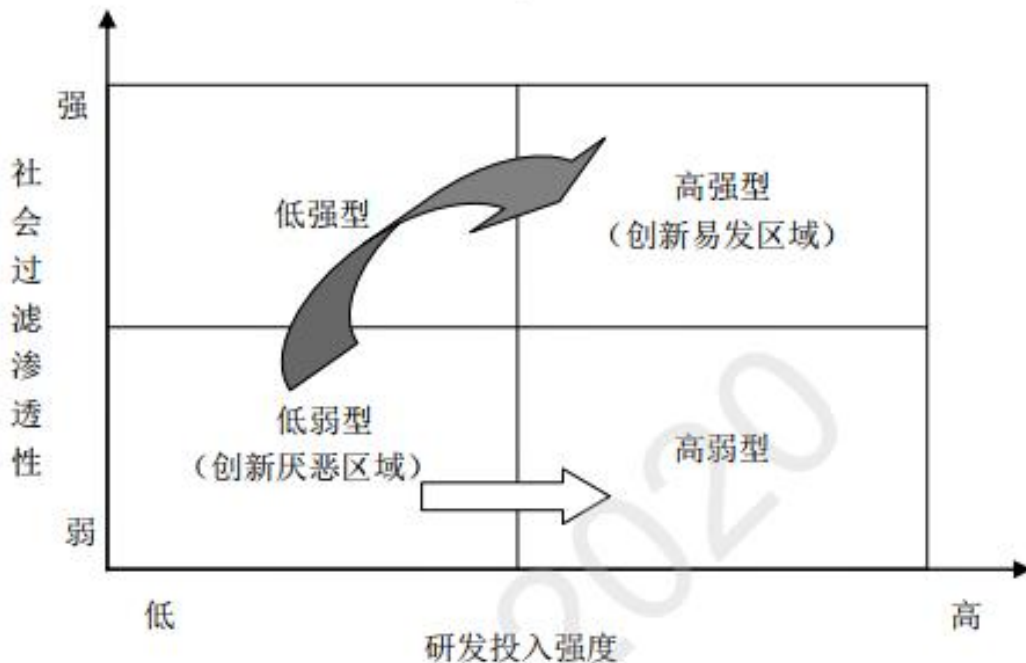 强
社会过滤渗透性
弱
低强型
高强型
（创新易发区域）
低弱型
（创新厌恶区域）
高弱型
低
高
研发投入强度
2020